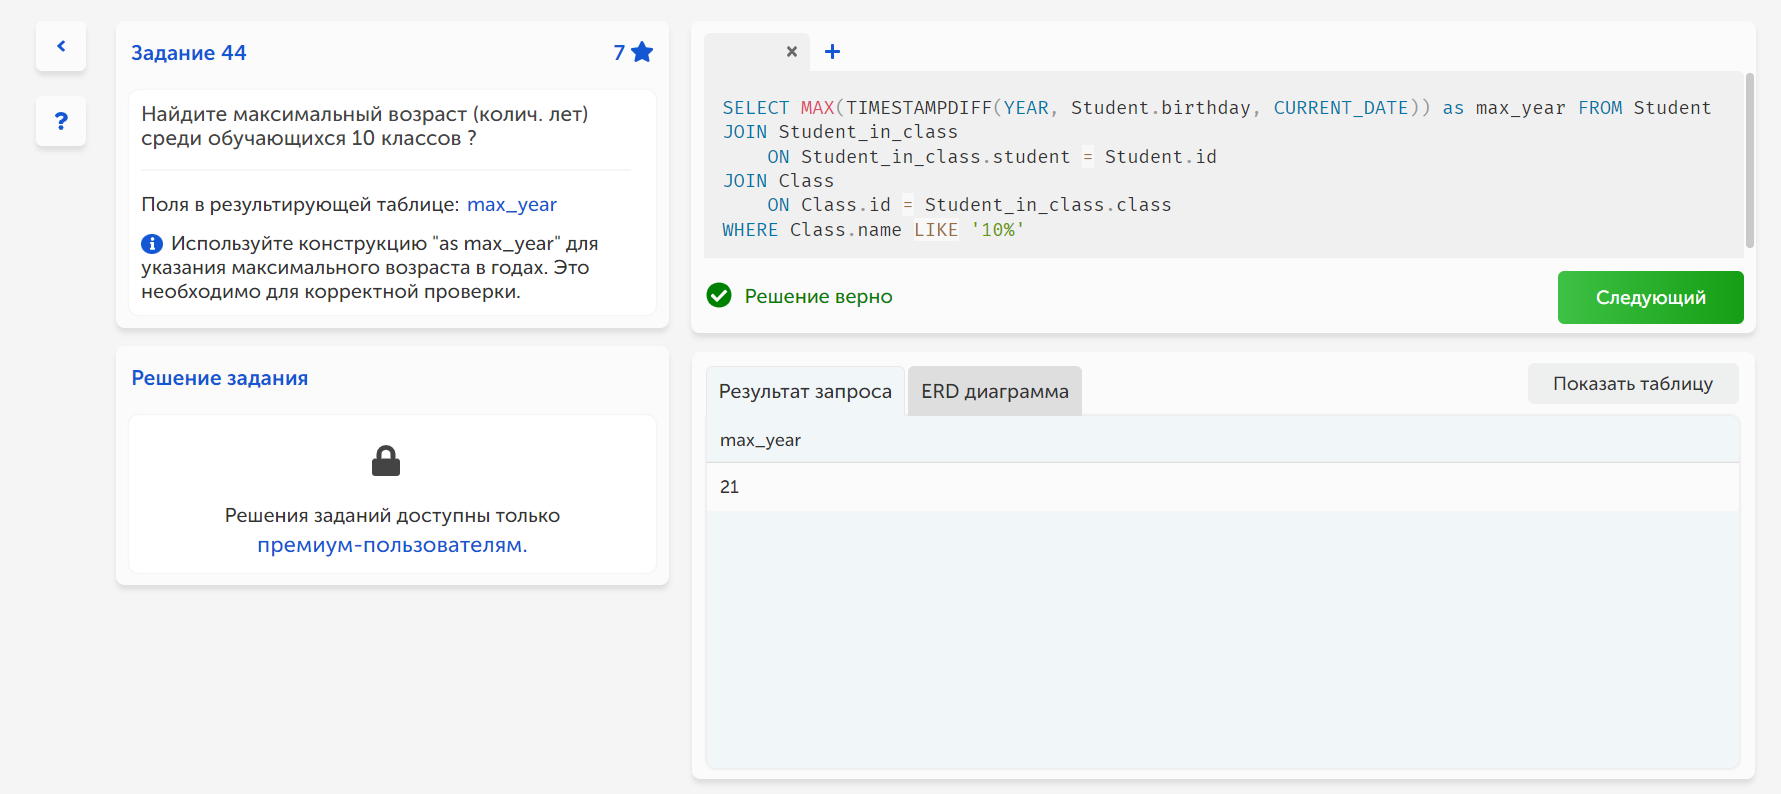 Задание 44
7
Найдите максимальный возраст (колич. лет)
среди обучающихся 10 классов ?
Поля в результирующей таблице: max_year
Используйте конструкцию "as max_year" для
указания максимального возраста в годах. Это
необходимо для корректной проверки.
Решение задания
Решения заданий доступны только
премиум-пользователям.
SELECT MAX(TIMESTAMPDIFF(YEAR, Student.birthday, CURRENT_DATE)) as max_year FROM Student
JOIN Student_in_class
ON Student_in_class.student = Student.id
JOIN Class
ON Class.id = Student_in_class.class
WHERE Class.name LIKE '10%'
Решение верно
Следующий
Результат запроса
ERD диаграмма
Показать таблицу
max_year
21